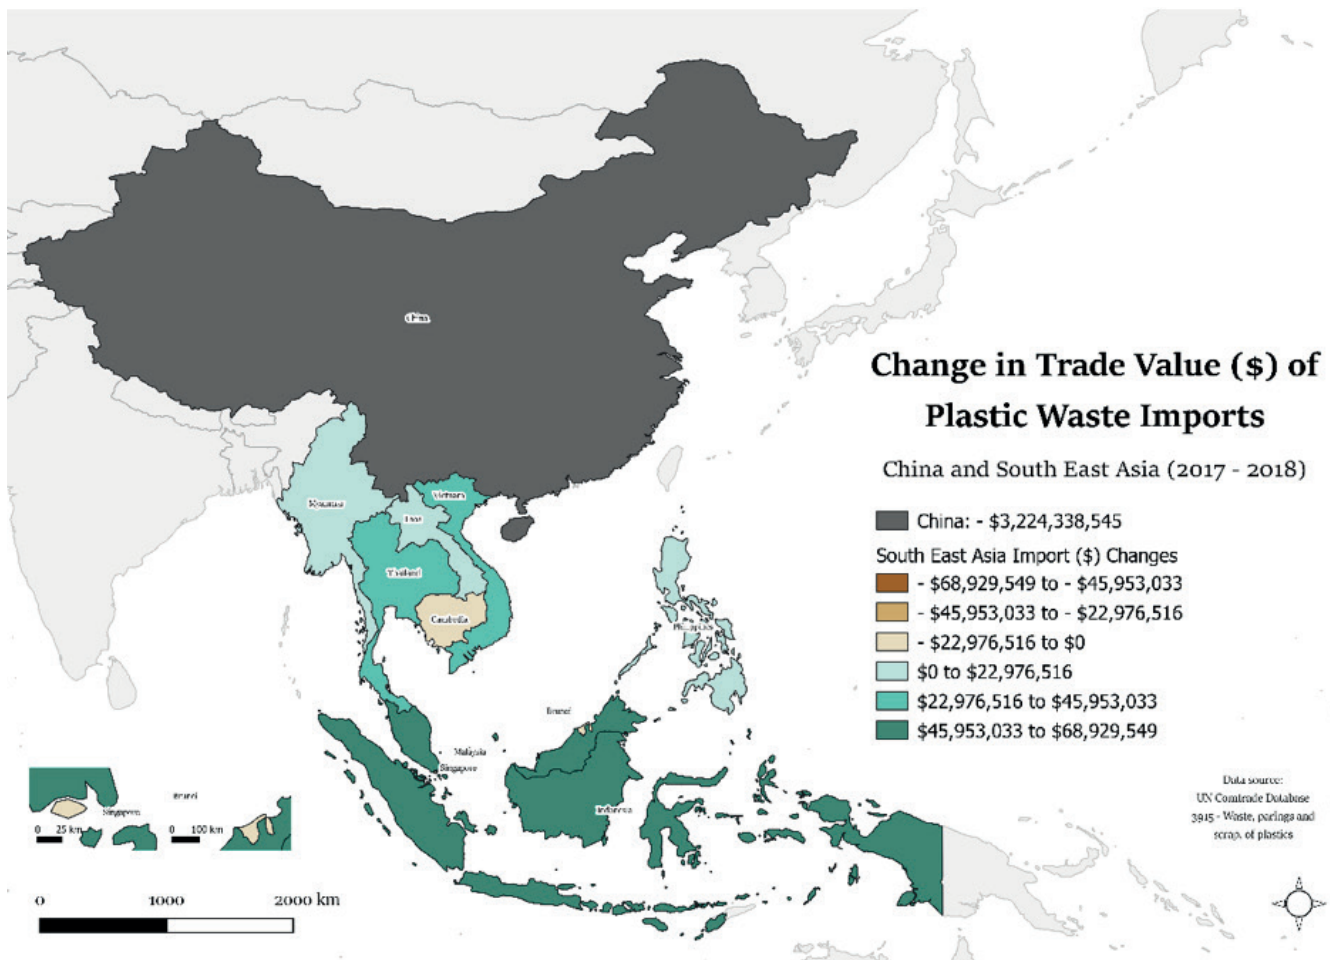 Change in Trade Value ($) of
Plastic Waste Imports
China and South East Asia (2017 - 2018)
China: - $3,224,338,545
South East Asia Import ($) Changes
- $68,929,549 to - $45,953,033
- $45,953,033 to - $22,976,516
- $22,976,516 to $0
$0 to $22,976,516
$22,976,516 to $45,953,033
$45,953,033 to $68,929,549
China
Myanmar
Laos
Vietnam
Thailand
Cambodia
Philippines
Brunei
Malaysia
Singapore
Indonesia
Singapore
0 25 km
Brunei
0 100 km
0 1000 2000 km
Data source:
UN Comtrade Database
3915 - Waste, parings and
scrap, of plastics